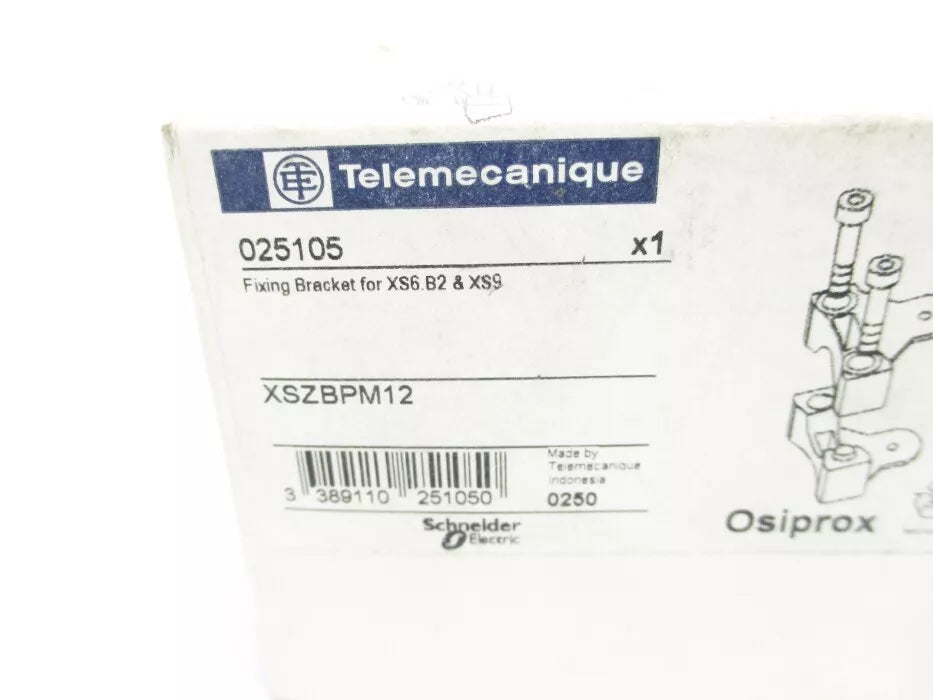 TE Telemecanique
025105 x1
Fixing Bracket for XS6.B2 & XS9
XSZBPM12
3 389110 251050
Made by
Telemecanique
Indonesia
0250
Schneider
Electric
Osiprox